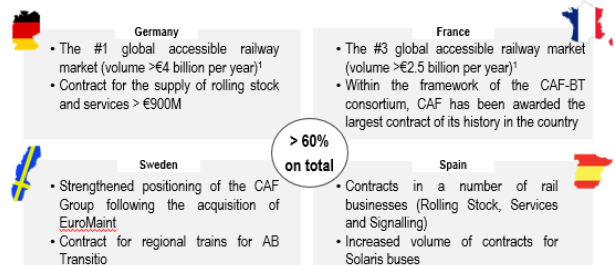 Germany
• The #1 global accessible railway
market (volume >€4 billion per year)¹
• Contract for the supply of rolling stock
and services > €900M
France
• The #3 global accessible railway market
(volume >€2.5 billion per year)¹
• Within the framework of the CAF-BT
consortium, CAF has been awarded the
largest contract of its history in the country
> 60%
on total
Sweden
• Strengthened positioning of the CAF
Group following the acquisition of
EuroMaint
• Contract for regional trains for AB
Transitio
Spain
• Contracts in a number of rail
businesses (Rolling Stock, Services
and Signalling)
• Increased volume of contracts for
Solaris buses